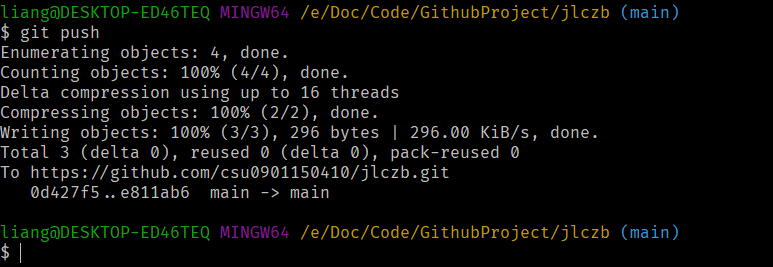 liang@DESKTOP-ED46TEQ MINGW64 /e/Doc/Code/GithubProject/jlczb (main)
$ git push
Enumerating objects: 4, done.
Counting objects: 100% (4/4), done.
Delta compression using up to 16 threads
Compressing objects: 100% (2/2), done.
Writing objects: 100% (3/3), 296 bytes | 296.00 KiB/s, done.
Total 3 (delta 0), reused 0 (delta 0), pack-reused 0
To https://github.com/csu0901150410/jlczb.git
   0d427f5..e811ab6  main -> main
liang@DESKTOP-ED46TEQ MINGW64 /e/Doc/Code/GithubProject/jlczb (main)
$